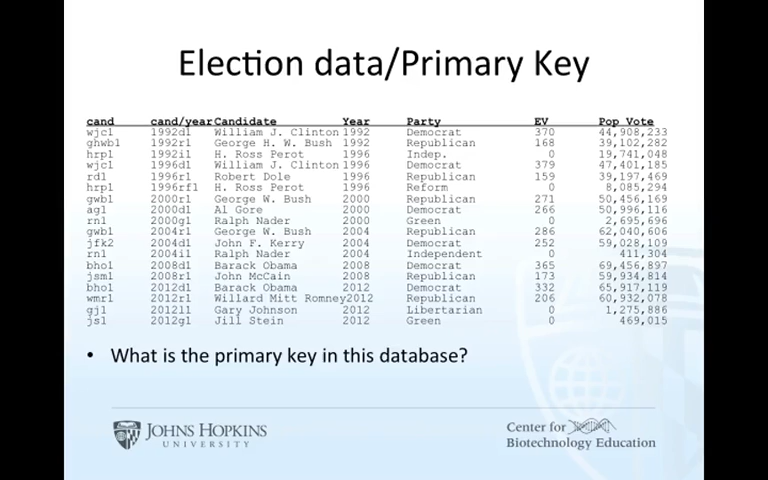 Election data/Primary Key
cand cand/year Candidate Year Party EV Pop Vote
wjc1 1992d1 William J. Clinton 1992 Democrat 370 44,908,233
ghwb1 1992r1 George H. W. Bush 1992 Republican 168 39,102,282
hrp1 1992i1 H. Ross Perot 1992 Indep. 0 19,741,048
wjc1 1996d1 William J. Clinton 1996 Democrat 379 47,401,185
rd1 1996r1 Robert Dole 1996 Republican 159 39,197,469
hrp1 1996rf1 H. Ross Perot 1996 Reform 0 8,085,294
gwb1 2000r1 George W. Bush 2000 Republican 271 50,456,169
ag1 2000d1 Al Gore 2000 Democrat 266 50,996,116
rn1 2000g1 Ralph Nader 2000 Green 0 2,695,696
gwb1 2004r1 George W. Bush 2004 Republican 286 62,040,606
jfk2 2004d1 John F. Kerry 2004 Democrat 252 59,028,109
rn1 2004i1 Ralph Nader 2004 Independent 0 411,304
bho1 2008d1 Barack Obama 2008 Democrat 365 69,456,897
jsm1 2008r1 John McCain 2008 Republican 173 59,934,814
bho1 2012d1 Barack Obama 2012 Democrat 332 65,917,119
wmr1 2012r1 Willard Mitt Romney2012 Republican 206 60,932,078
gj1 2012l1 Gary Johnson 2012 Libertarian 0 1,275,886
js1 2012g1 Jill Stein 2012 Green 0 469,015
• What is the primary key in this database?
JOHNS HOPKINS
UNIVERSITY
Center for
Biotechnology Education